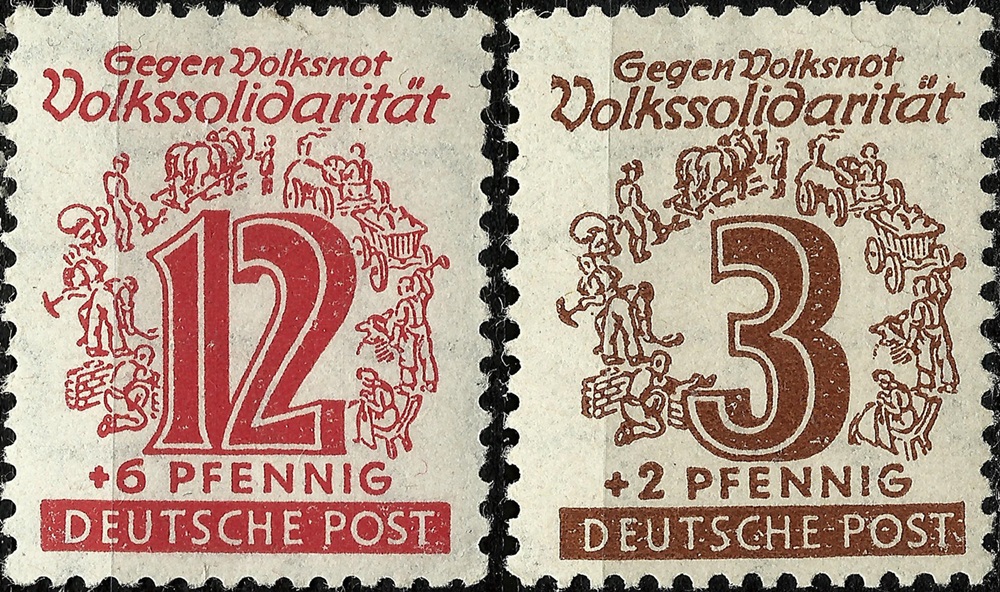 Gegen Volksnot
Volkssolidarität
12
+6 PFENNIG
DEUTSCHE POST
Gegen Volksnot
Volkssolidarität
3
+2 PFENNIG
DEUTSCHE POST